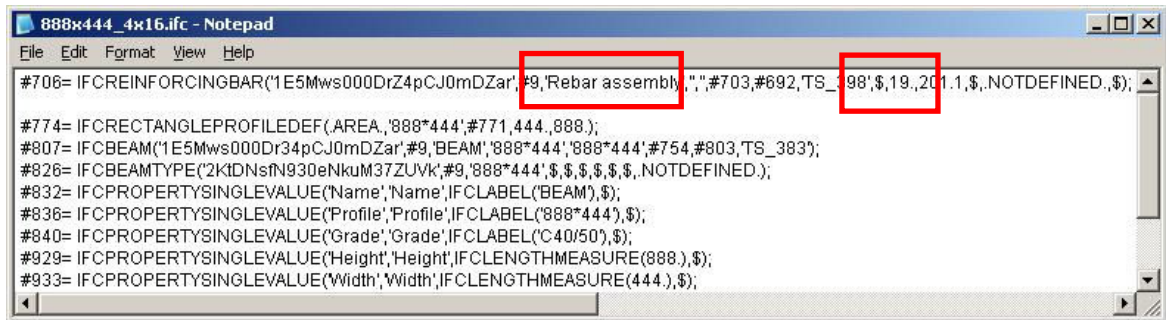 888x444_4x16.ifc - Notepad
File Edit Format View Help
#706= IFCREINFORCINGBAR('1E5Mws000DrZ4pCJ0mDZar',#9,'Rebar assembly','','',#703,#692,'TS_398',$,19.,201.1,$,.NOTDEFINED.,$);
#774= IFCRECTANGLEPROFILEDEF(.AREA.,'888*444',#771,444.,888.);
#807= IFCBEAM('1E5Mws000Dr34pCJ0mDZar',#9,'BEAM','888*444','888*444',#754,#803,'TS_383');
#826= IFCBEAMTYPE('2KtDNsfN930eNkuM37ZUVk',#9,'888*444',$,$,$,$,$,$,.NOTDEFINED.);
#832= IFCPROPERTYSINGLEVALUE('Name','Name',IFCLABEL('BEAM'),$);
#836= IFCPROPERTYSINGLEVALUE('Profile','Profile',IFCLABEL('888*444'),$);
#840= IFCPROPERTYSINGLEVALUE('Grade','Grade',IFCLABEL('C40/50'),$);
#929= IFCPROPERTYSINGLEVALUE('Height','Height',IFCLENGTHMEASURE(888.),$);
#933= IFCPROPERTYSINGLEVALUE('Width','Width',IFCLENGTHMEASURE(444.),$);